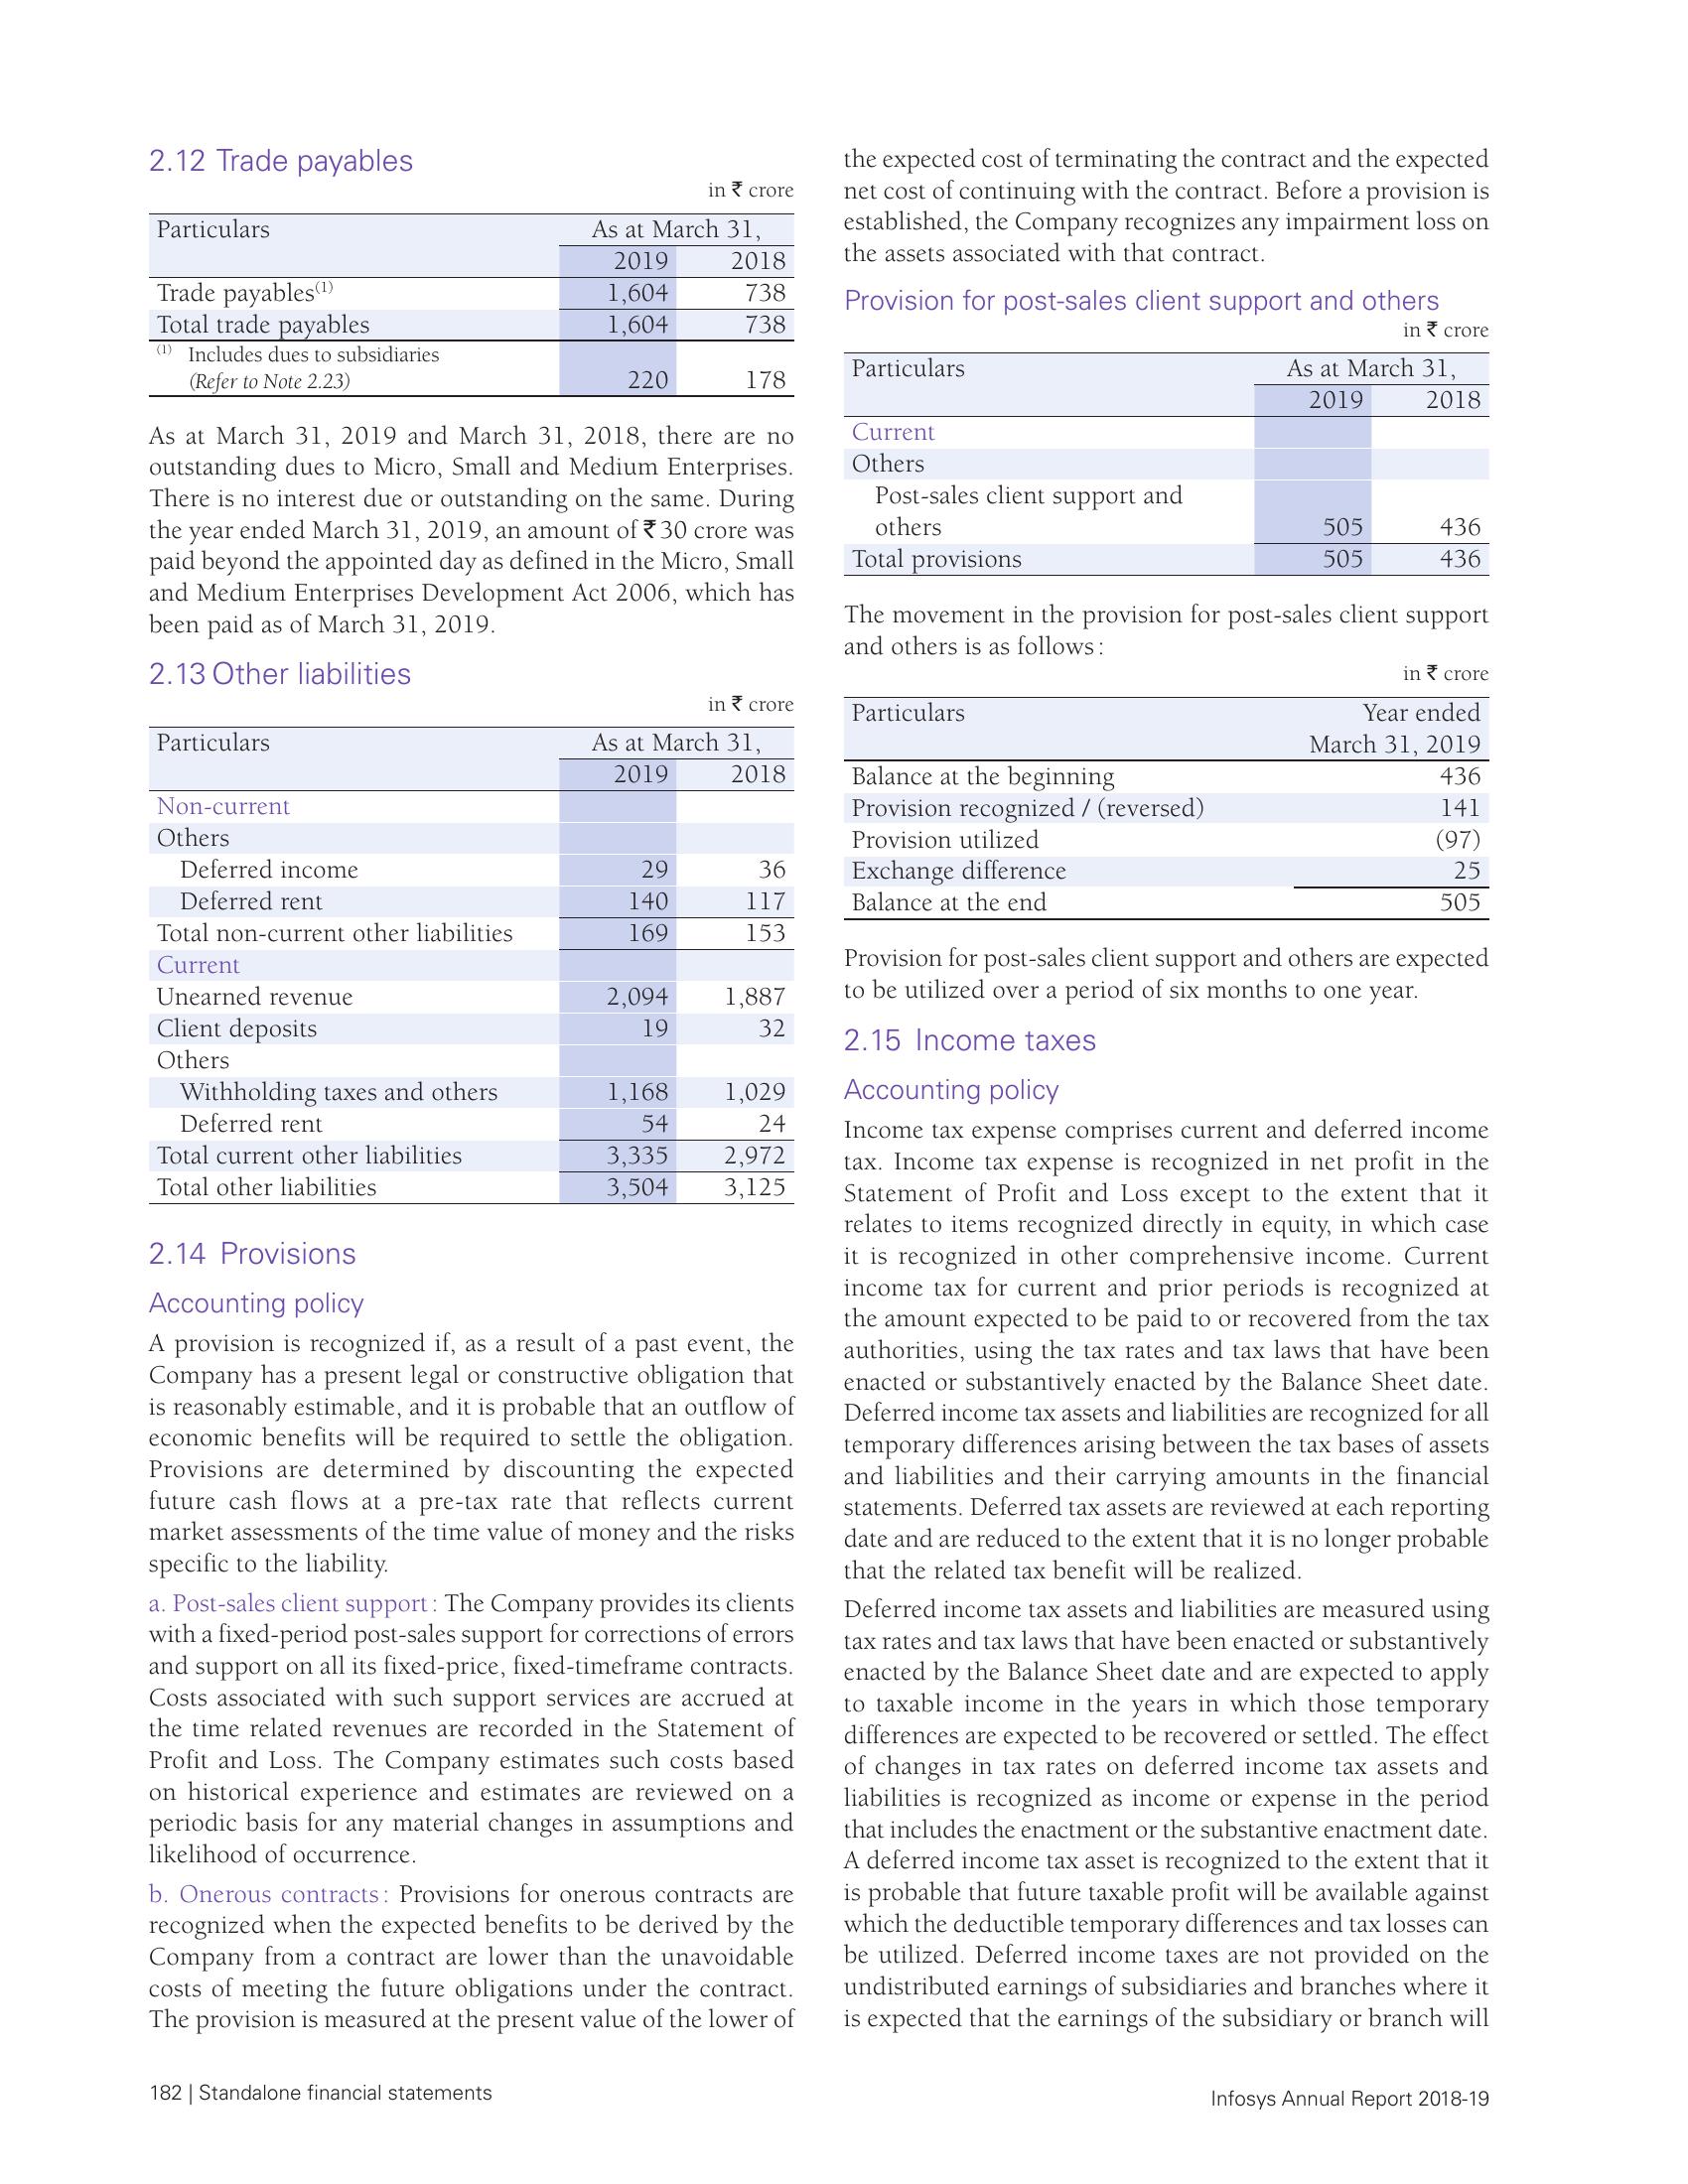 2.12 Trade payables
in ₹ crore
Particulars As at March 31,
2019 2018
Trade payables(1) 1,604 738
Total trade payables 1,604 738
(1) Includes dues to subsidiaries
(Refer to Note 2.23) 220 178
As at March 31, 2019 and March 31, 2018, there are no
outstanding dues to Micro, Small and Medium Enterprises.
There is no interest due or outstanding on the same. During
the year ended March 31, 2019, an amount of ₹30 crore was
paid beyond the appointed day as defined in the Micro, Small
and Medium Enterprises Development Act 2006, which has
been paid as of March 31, 2019.
2.13 Other liabilities
in ₹ crore
Particulars As at March 31,
2019 2018
Non-current
Others
Deferred income 29 36
Deferred rent 140 117
Total non-current other liabilities 169 153
Current
Unearned revenue 2,094 1,887
Client deposits 19 32
Others
Withholding taxes and others 1,168 1,029
Deferred rent 54 24
Total current other liabilities 3,335 2,972
Total other liabilities 3,504 3,125
2.14 Provisions
Accounting policy
A provision is recognized if, as a result of a past event, the
Company has a present legal or constructive obligation that
is reasonably estimable, and it is probable that an outflow of
economic benefits will be required to settle the obligation.
Provisions are determined by discounting the expected
future cash flows at a pre-tax rate that reflects current
market assessments of the time value of money and the risks
specific to the liability.
a. Post-sales client support: The Company provides its clients
with a fixed-period post-sales support for corrections of errors
and support on all its fixed-price, fixed-timeframe contracts.
Costs associated with such support services are accrued at
the time related revenues are recorded in the Statement of
Profit and Loss. The Company estimates such costs based
on historical experience and estimates are reviewed on a
periodic basis for any material changes in assumptions and
likelihood of occurrence.
b. Onerous contracts: Provisions for onerous contracts are
recognized when the expected benefits to be derived by the
Company from a contract are lower than the unavoidable
costs of meeting the future obligations under the contract.
The provision is measured at the present value of the lower of
the expected cost of terminating the contract and the expected
net cost of continuing with the contract. Before a provision is
established, the Company recognizes any impairment loss on
the assets associated with that contract.
Provision for post-sales client support and others
in ₹ crore
Particulars As at March 31,
2019 2018
Current
Others
Post-sales client support and
others 505 436
Total provisions 505 436
The movement in the provision for post-sales client support
and others is as follows:
in ₹ crore
Particulars Year ended
March 31, 2019
Balance at the beginning 436
Provision recognized / (reversed) 141
Provision utilized (97)
Exchange difference 25
Balance at the end 505
Provision for post-sales client support and others are expected
to be utilized over a period of six months to one year.
2.15 Income taxes
Accounting policy
Income tax expense comprises current and deferred income
tax. Income tax expense is recognized in net profit in the
Statement of Profit and Loss except to the extent that it
relates to items recognized directly in equity, in which case
it is recognized in other comprehensive income. Current
income tax for current and prior periods is recognized at
the amount expected to be paid to or recovered from the tax
authorities, using the tax rates and tax laws that have been
enacted or substantively enacted by the Balance Sheet date.
Deferred income tax assets and liabilities are recognized for all
temporary differences arising between the tax bases of assets
and liabilities and their carrying amounts in the financial
statements. Deferred tax assets are reviewed at each reporting
date and are reduced to the extent that it is no longer probable
that the related tax benefit will be realized.
Deferred income tax assets and liabilities are measured using
tax rates and tax laws that have been enacted or substantively
enacted by the Balance Sheet date and are expected to apply
to taxable income in the years in which those temporary
differences are expected to be recovered or settled. The effect
of changes in tax rates on deferred income tax assets and
liabilities is recognized as income or expense in the period
that includes the enactment or the substantive enactment date.
A deferred income tax asset is recognized to the extent that it
is probable that future taxable profit will be available against
which the deductible temporary differences and tax losses can
be utilized. Deferred income taxes are not provided on the
undistributed earnings of subsidiaries and branches where it
is expected that the earnings of the subsidiary or branch will
182 | Standalone financial statements
Infosys Annual Report 2018-19